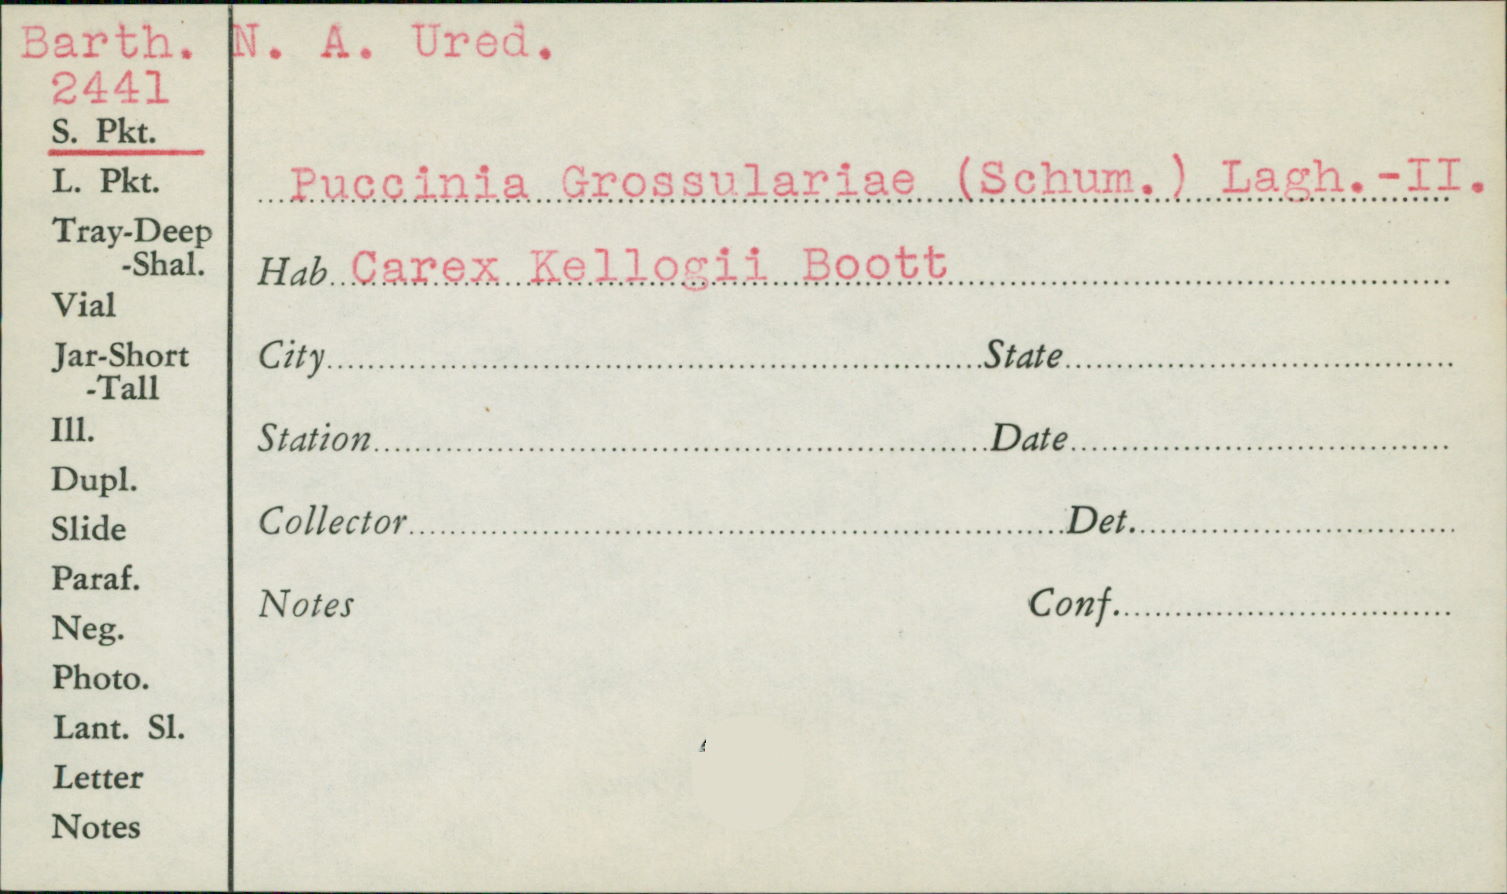 Barth. N. A. Ured.
2441
S. Pkt.
L. Pkt.
Tray-Deep
-Shal.
Vial
Jar-Short
-Tall
Ill.
Dupl.
Slide
Paraf.
Neg.
Photo.
Lant. Sl.
Letter
Notes
Puccinia Grossulariae (Schum.) Lagh.-II.
Hab Carex Kellogii Boott
City State
Station Date
Collector Det.
Notes Conf.